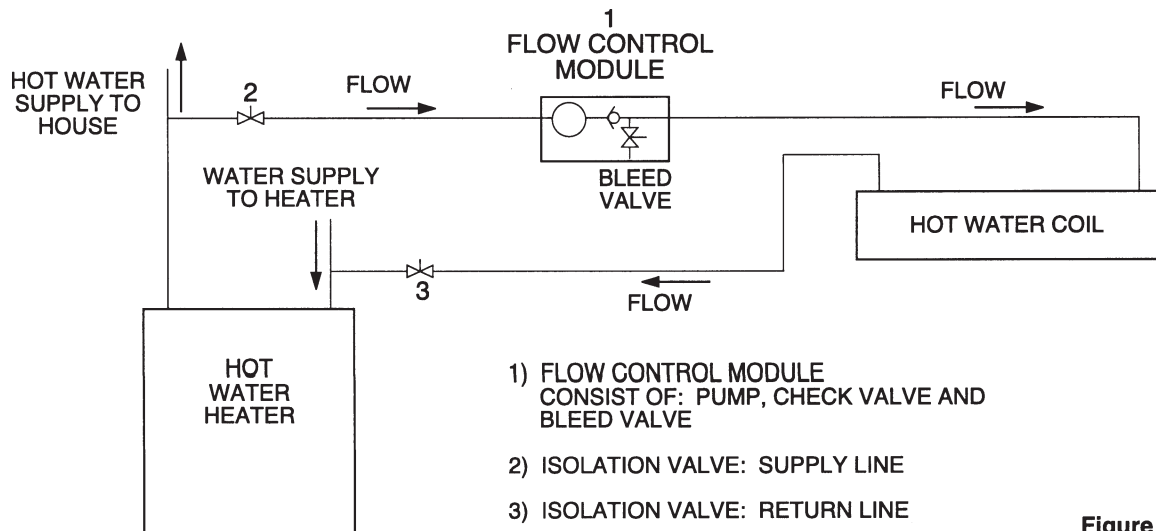 1
FLOW CONTROL
MODULE
HOT WATER
SUPPLY TO
HOUSE
2
FLOW
FLOW
WATER SUPPLY
TO HEATER
BLEED
VALVE
HOT WATER COIL
3
FLOW
HOT
WATER
HEATER
1) FLOW CONTROL MODULE
CONSIST OF: PUMP, CHECK VALVE AND
BLEED VALVE
2) ISOLATION VALVE: SUPPLY LINE
3) ISOLATION VALVE: RETURN LINE
Figure